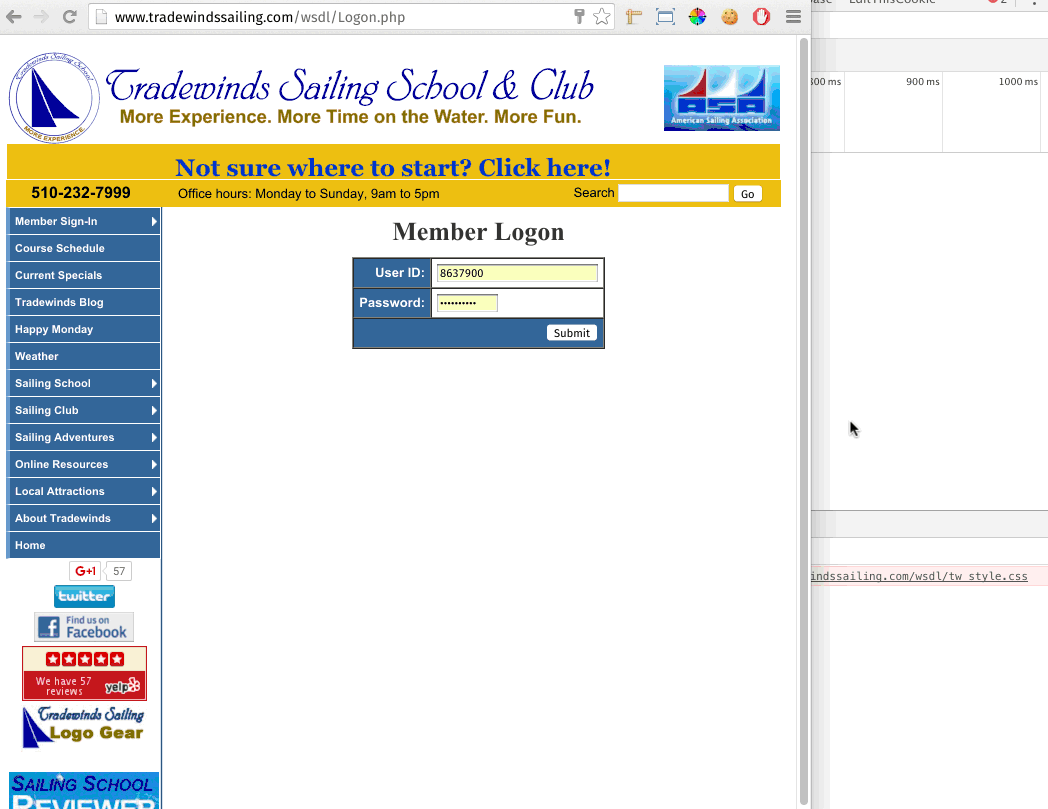 www.tradewindssailing.com/wsdl/Logon.php
EditThisCookie
2
900 ms
1000 ms
Tradewinds Sailing School
MORE EXPERIENCE.
Tradewinds Sailing School & Club
More Experience. More Time on the Water. More Fun.
asa
American Sailing Association
Not sure where to start? Click here!
510-232-7999
Office hours: Monday to Sunday, 9am to 5pm
Search
Go
Member Sign-In
Course Schedule
Current Specials
Tradewinds Blog
Happy Monday
Weather
Sailing School
Sailing Club
Sailing Adventures
Online Resources
Local Attractions
About Tradewinds
Home
Member Logon
User ID:
8637900
Password:
••••••••••
Submit
G+1
57
twitter
Find us on
Facebook
We have 57
reviews
yelp
Tradewinds Sailing
Logo Gear
SAILING SCHOOL
REVIEWER
indssailing.com/wsdl/tw_style.css